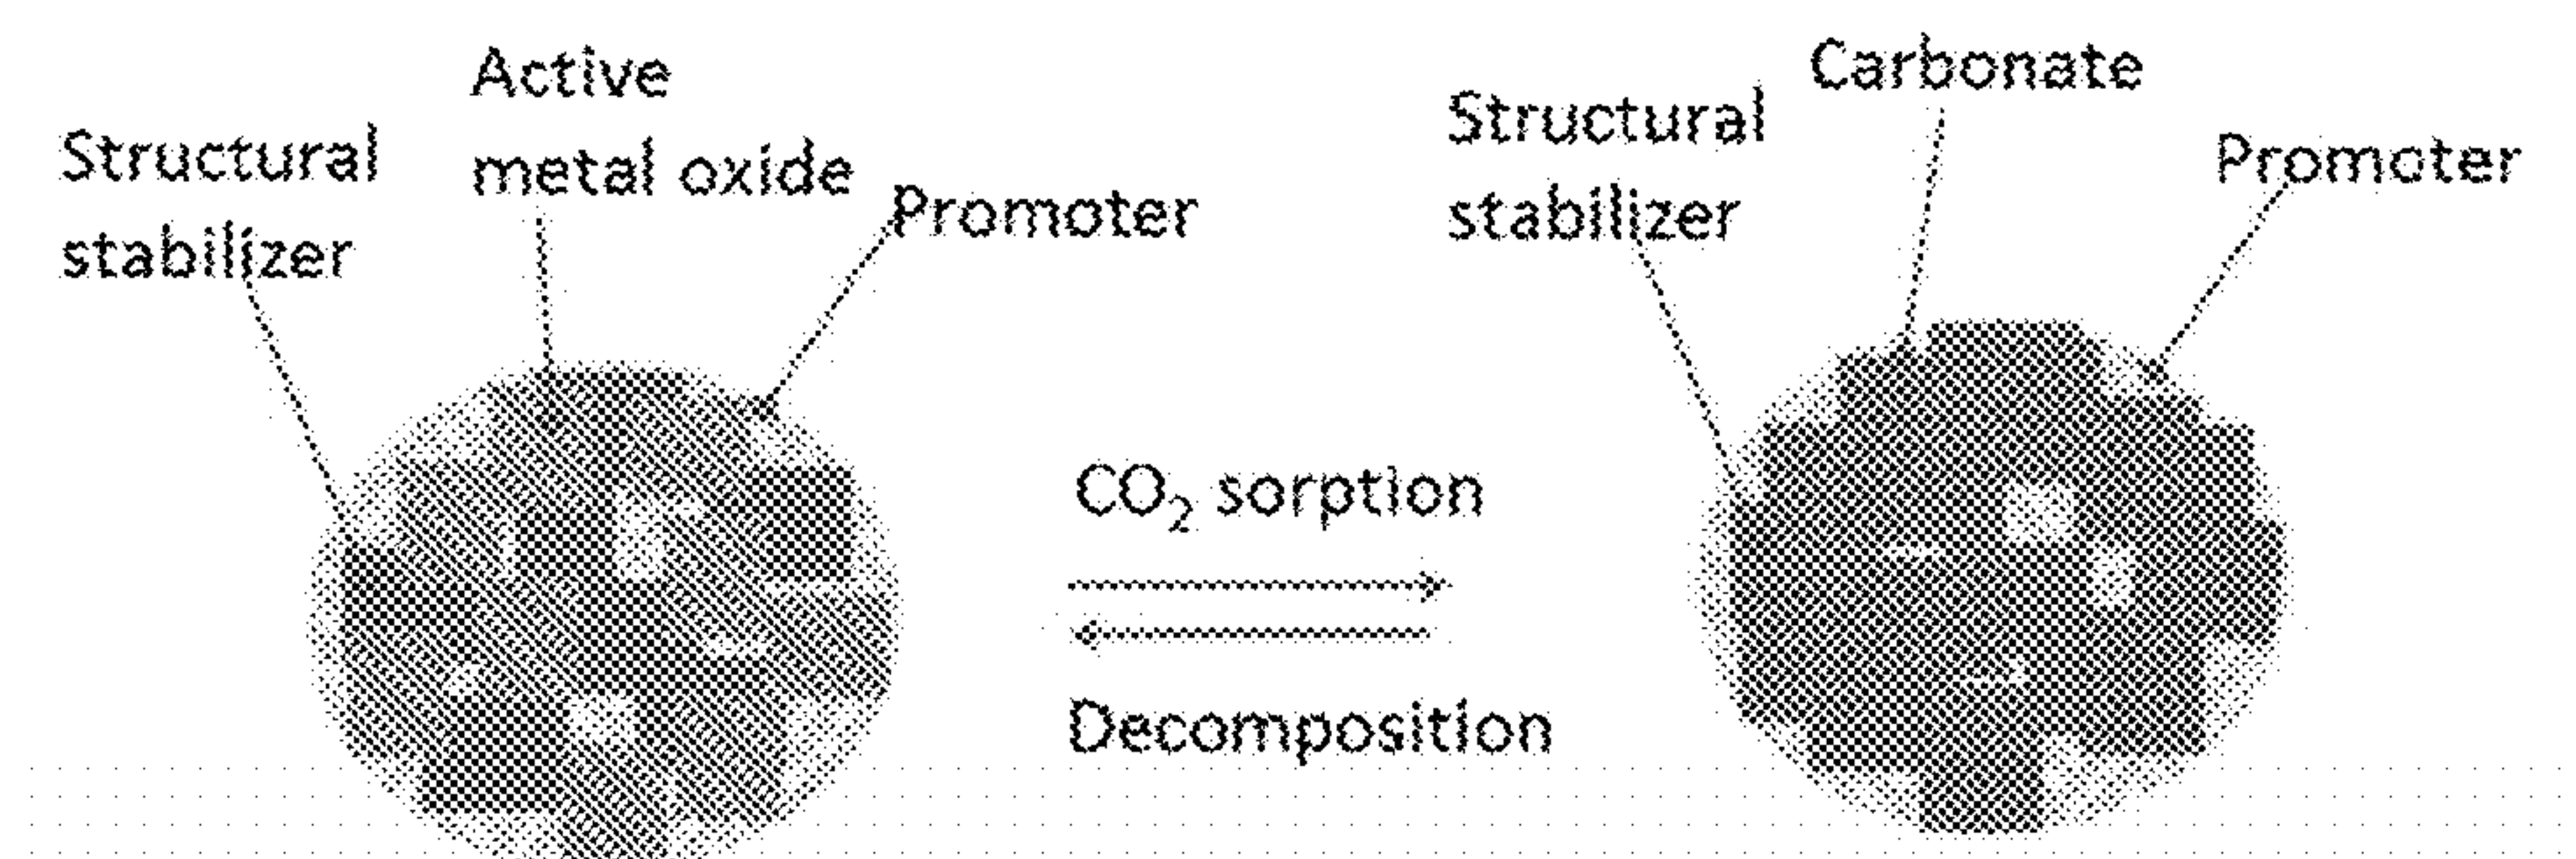 Structural
stabilizer
Active
metal oxide
Promoter
CO₂ sorption
Decomposition
Structural
stabilizer
Carbonate
Promoter